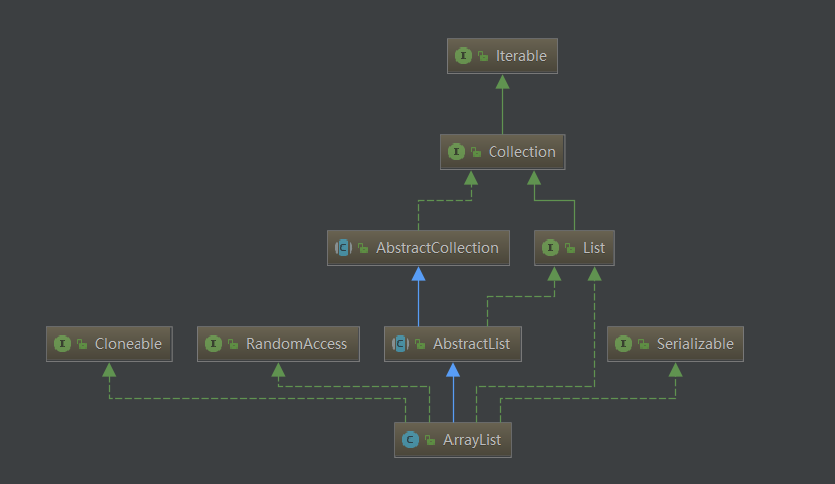 I Iterable
I Collection
C AbstractCollection
I List
I Cloneable
I RandomAccess
C AbstractList
I Serializable
C ArrayList